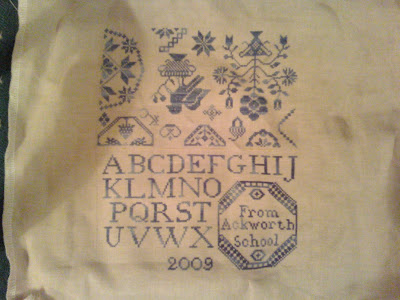 ABCDEFGHIJ
KLMNO
PQRST
UVWX
From
Ackworth
School
2009